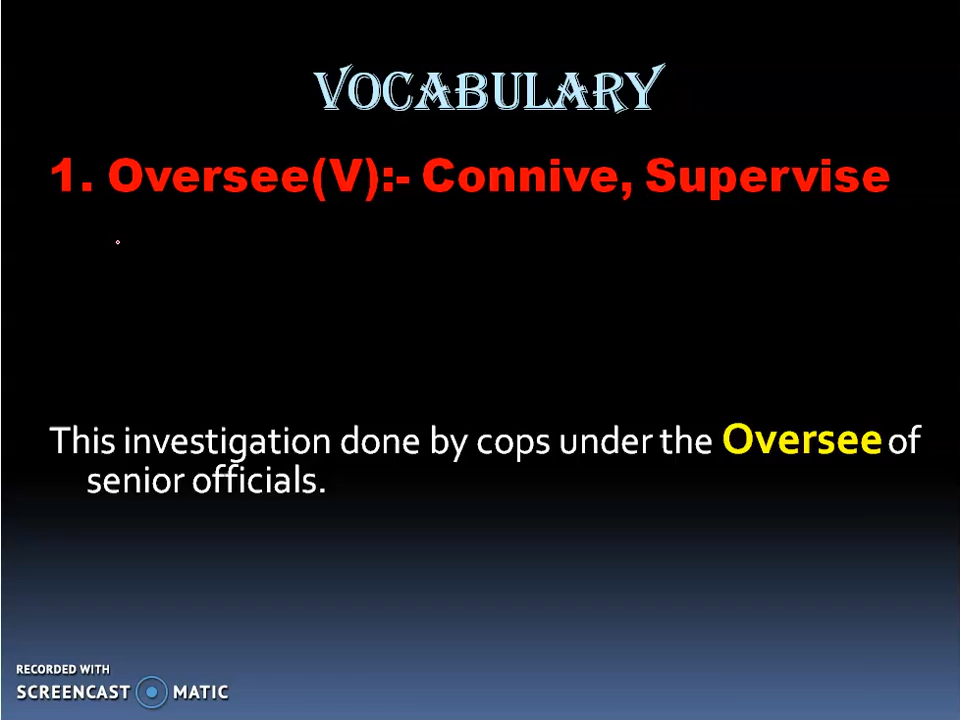 VOCABULARY
1. Oversee(V):- Connive, Supervise
This investigation done by cops under the Oversee of
senior officials.
RECORDED WITH
SCREENCAST MATIC